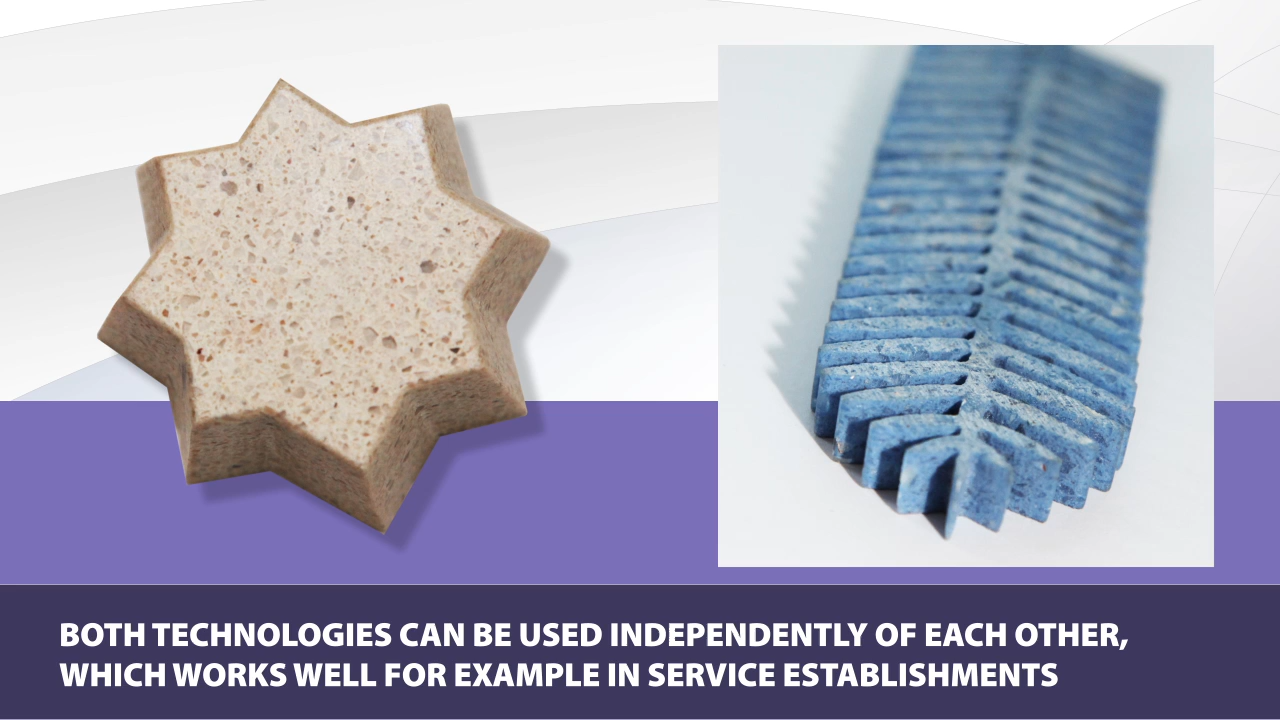 BOTH TECHNOLOGIES CAN BE USED INDEPENDENTLY OF EACH OTHER,
WHICH WORKS WELL FOR EXAMPLE IN SERVICE ESTABLISHMENTS